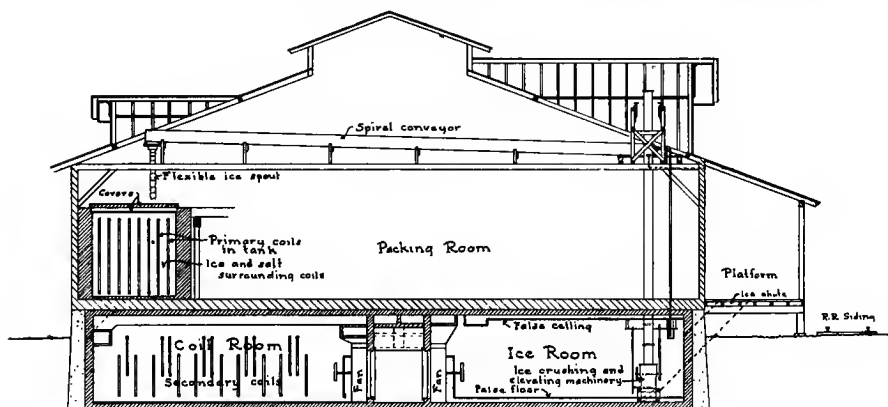 Spiral conveyor
Flexible ice spout
Covers
Primary coils
in tank
Ice and salt
surrounding coils
Packing Room
Platform
Ice chute
R.R. Siding
Coil Room
Secondary coils
Fan
Fan
False ceiling
Ice Room
Ice crushing and
elevating machinery
False floor